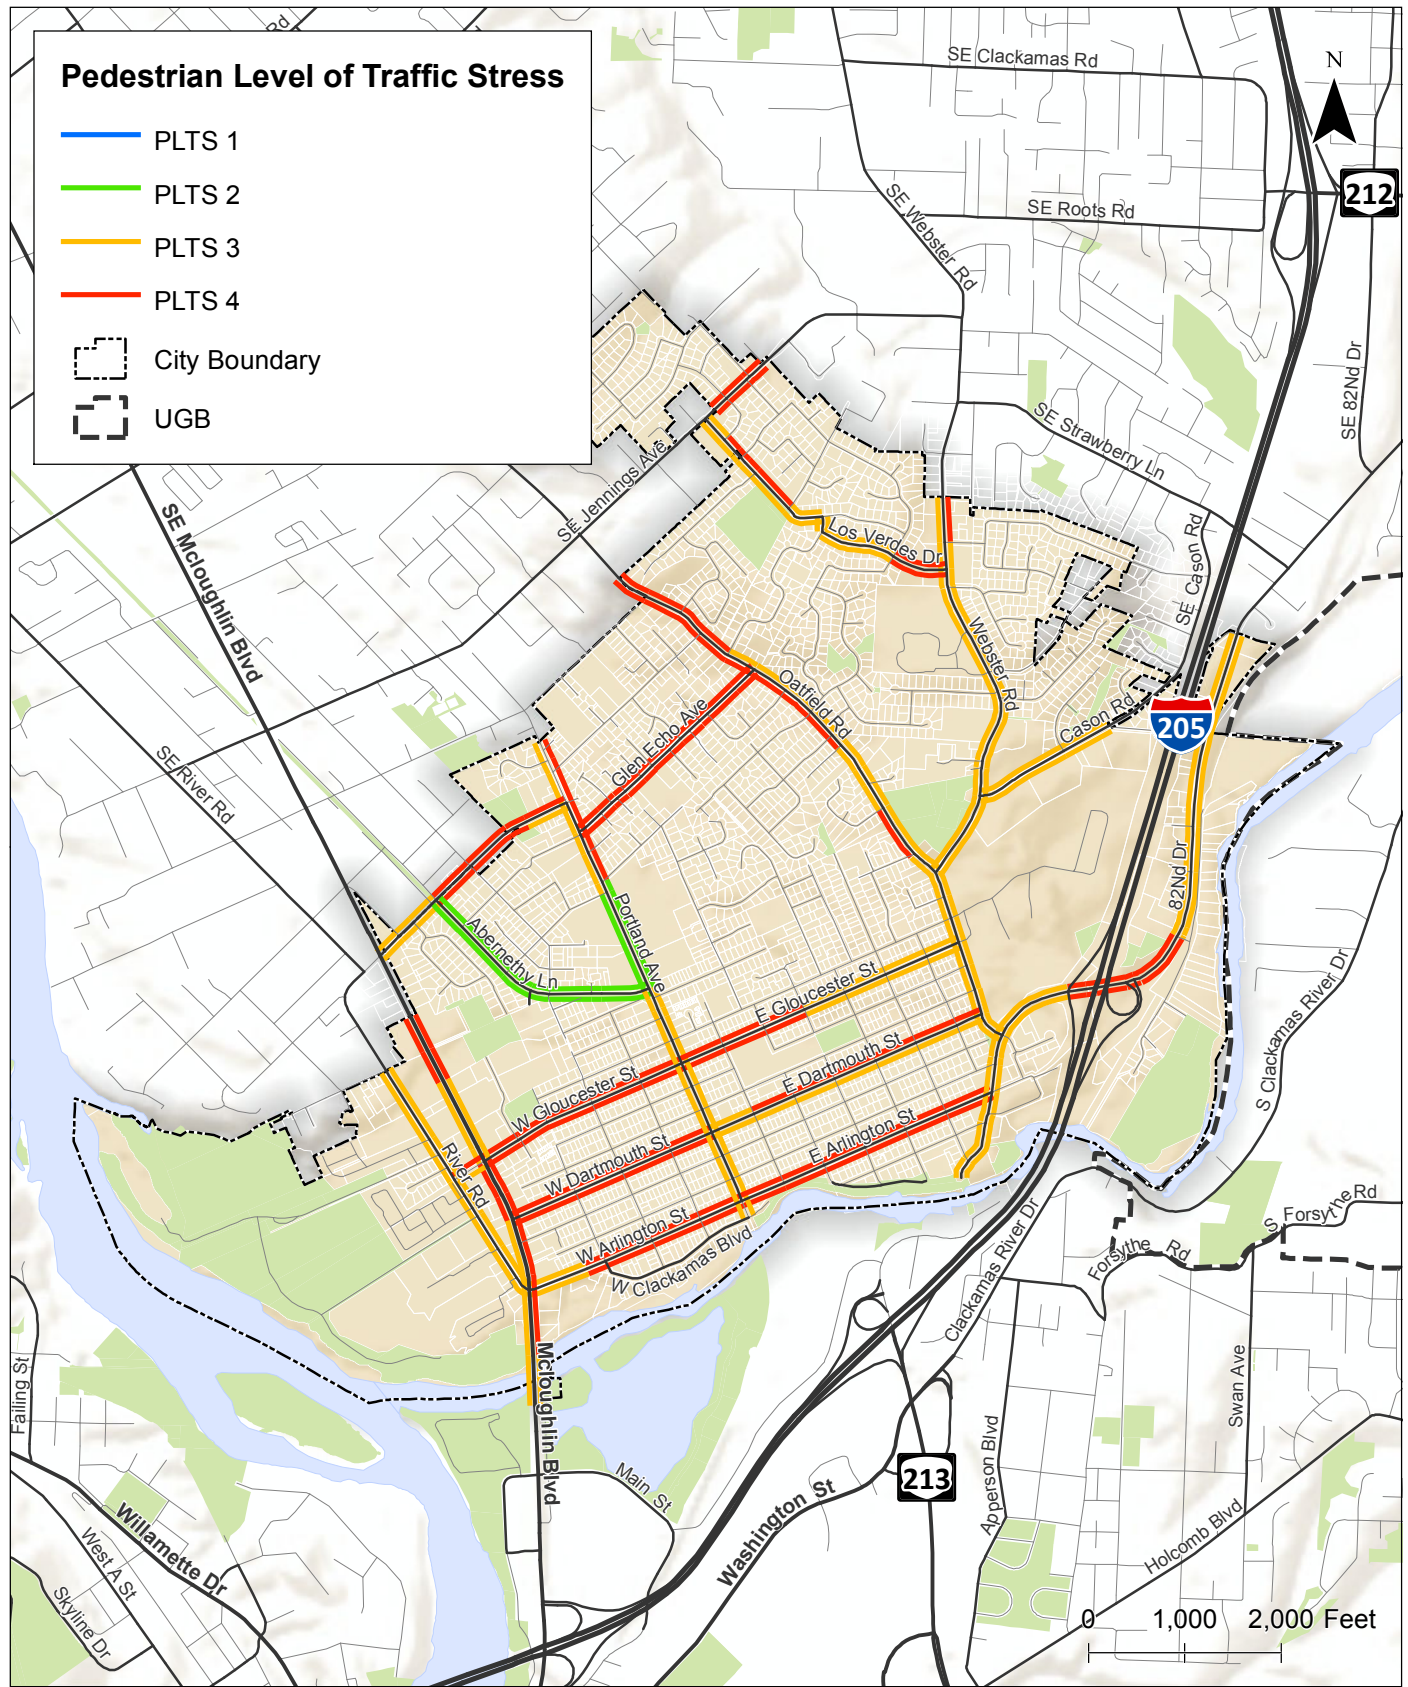 Rd
Pedestrian Level of Traffic Stress
PLTS 1
PLTS 2
PLTS 3
PLTS 4
City Boundary
UGB
SE Clackamas Rd
N
212
SE Webster Rd
SE Roots Rd
SE 82Nd Dr
SE Strawberry Ln
SE Jennings Ave
SE Mcloughlin Blvd
SE Cason Rd
Los Verdes Dr
Webster Rd
Oatfield Rd
Cason Rd
205
Glen Echo Ave
SE River Rd
82Nd Dr
Portland Ave
Abernethy Ln
E Gloucester St
S Clackamas River Dr
E Dartmouth St
W Gloucester St
E Arlington St
W Dartmouth St
River Rd
W Arlington St
W Clackamas Blvd
Clackamas River Dr
Forsythe Rd
S Forsythe Rd
Mcloughlin Blvd
Failing St
Swan Ave
Main St
213
Apperson Blvd
Washington St
Holcomb Blvd
Willamette Dr
West A St
Skyline Dr
0 1,000 2,000 Feet